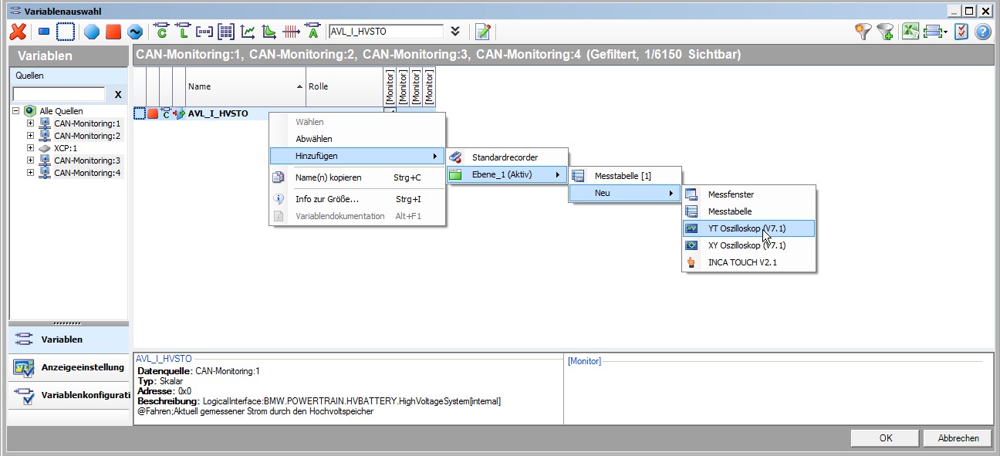 Variablenauswahl
AVL_I_HVSTO
Variablen
CAN-Monitoring:1, CAN-Monitoring:2, CAN-Monitoring:3, CAN-Monitoring:4 (Gefiltert, 1/6150 Sichtbar)
Quellen
X
Alle Quellen
CAN-Monitoring:1
CAN-Monitoring:2
XCP:1
CAN-Monitoring:3
CAN-Monitoring:4
Name
Rolle
[Monitor]
[Monitor]
[Monitor]
[Monitor]
C AVL_I_HVSTO
Wählen
Abwählen
Hinzufügen
Name(n) kopieren Strg+C
Info zur Größe... Strg+I
Variablendokumentation Alt+F1
Standardrecorder
Ebene_1 (Aktiv)
Messtabelle [1]
Neu
Messfenster
Messtabelle
YT Oszilloskop (V7.1)
XY Oszilloskop (V7.1)
INCA TOUCH V2.1
Variablen
Anzeigeeinstellung
Variablenkonfigurati
AVL_I_HVSTO
Datenquelle: CAN-Monitoring:1
Typ: Skalar
Adresse: 0x0
Beschreibung: LogicalInterface:BMW.POWERTRAIN.HVBATTERY.HighVoltageSystem[internal]
@Fahren;Aktuell gemessener Strom durch den Hochvoltspeicher
[Monitor]
OK
Abbrechen